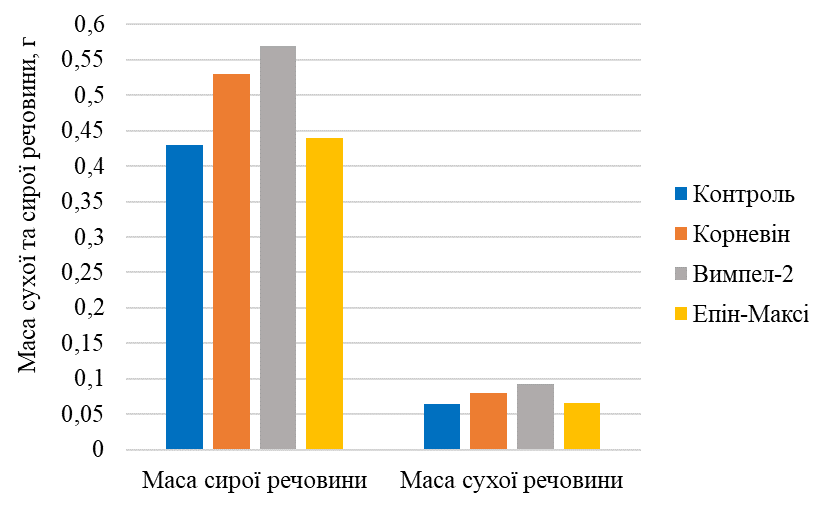 Маса сухої та сирої речовини, г
0,6
0,55
0,5
0,45
0,4
0,35
0,3
0,25
0,2
0,15
0,1
0,05
0
Маса сирої речовини
Маса сухої речовини
Контроль
Корневін
Вимпел-2
Епін-Максі